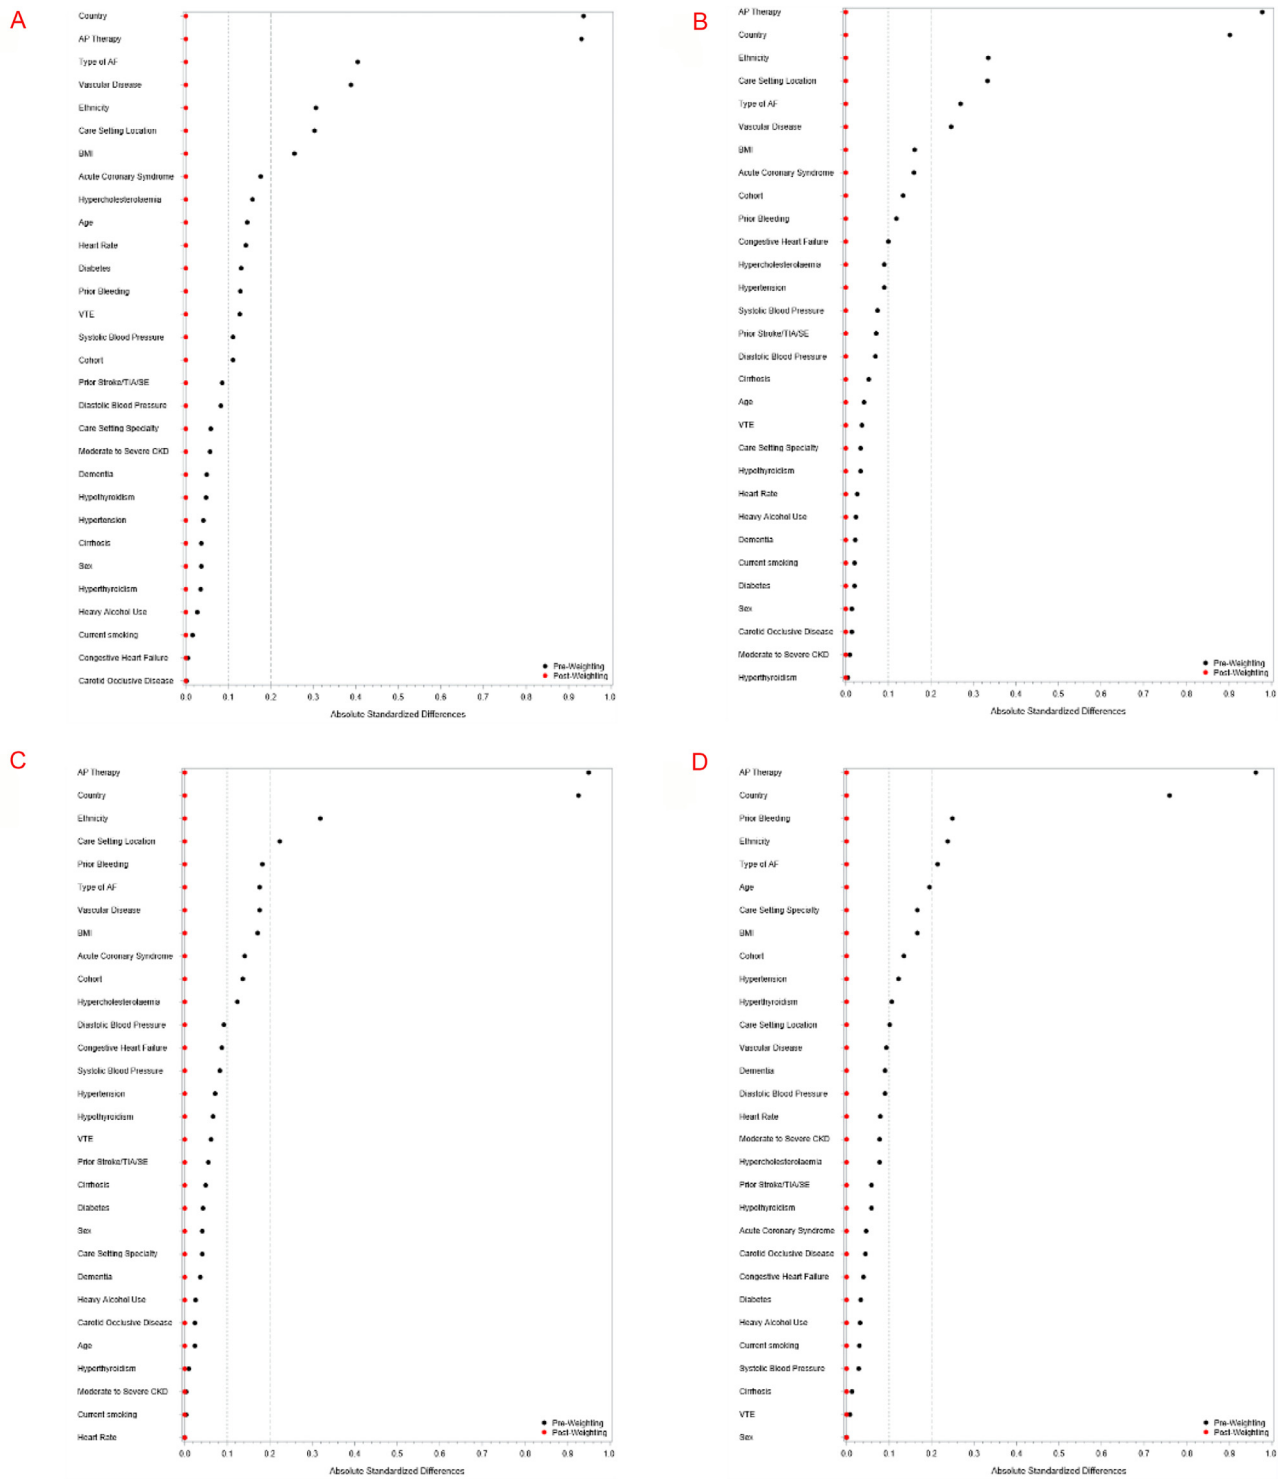 A
Country
AP Therapy
Type of AF
Vascular Disease
Ethnicity
Care Setting Location
BMI
Acute Coronary Syndrome
Hypercholesterolaemia
Age
Heart Rate
Diabetes
Prior Bleeding
VTE
Systolic Blood Pressure
Cohort
Prior Stroke/TIA/SE
Diastolic Blood Pressure
Care Setting Specialty
Moderate to Severe CKD
Dementia
Hypothyroidism
Hypertension
Cirrhosis
Sex
Hyperthyroidism
Heavy Alcohol Use
Current smoking
Congestive Heart Failure
Carotid Occlusive Disease
Pre-Weighting
Post-Weighting
0.0 0.1 0.2 0.3 0.4 0.5 0.6 0.7 0.8 0.9 1.0
Absolute Standardized Differences
B
AP Therapy
Country
Ethnicity
Care Setting Location
Type of AF
Vascular Disease
BMI
Acute Coronary Syndrome
Cohort
Prior Bleeding
Congestive Heart Failure
Hypercholesterolaemia
Hypertension
Systolic Blood Pressure
Prior Stroke/TIA/SE
Diastolic Blood Pressure
Cirrhosis
Age
VTE
Care Setting Specialty
Hypothyroidism
Heart Rate
Heavy Alcohol Use
Dementia
Current smoking
Diabetes
Sex
Carotid Occlusive Disease
Moderate to Severe CKD
Hyperthyroidism
Pre-Weighting
Post-Weighting
0.0 0.1 0.2 0.3 0.4 0.5 0.6 0.7 0.8 0.9 1.0
Absolute Standardized Differences
C
AP Therapy
Country
Ethnicity
Care Setting Location
Prior Bleeding
Type of AF
Vascular Disease
BMI
Acute Coronary Syndrome
Cohort
Hypercholesterolaemia
Diastolic Blood Pressure
Congestive Heart Failure
Systolic Blood Pressure
Hypertension
Hypothyroidism
VTE
Prior Stroke/TIA/SE
Cirrhosis
Diabetes
Sex
Care Setting Specialty
Dementia
Heavy Alcohol Use
Carotid Occlusive Disease
Age
Hyperthyroidism
Moderate to Severe CKD
Current smoking
Heart Rate
Pre-Weighting
Post-Weighting
0.0 0.1 0.2 0.3 0.4 0.5 0.6 0.7 0.8 0.9 1.0
Absolute Standardized Differences
D
AP Therapy
Country
Prior Bleeding
Ethnicity
Type of AF
Age
Care Setting Specialty
BMI
Cohort
Hypertension
Hyperthyroidism
Care Setting Location
Vascular Disease
Dementia
Diastolic Blood Pressure
Heart Rate
Moderate to Severe CKD
Hypercholesterolaemia
Prior Stroke/TIA/SE
Hypothyroidism
Acute Coronary Syndrome
Carotid Occlusive Disease
Congestive Heart Failure
Diabetes
Heavy Alcohol Use
Current smoking
Systolic Blood Pressure
Cirrhosis
VTE
Sex
Pre-Weighting
Post-Weighting
0.0 0.1 0.2 0.3 0.4 0.5 0.6 0.7 0.8 0.9 1.0
Absolute Standardized Differences